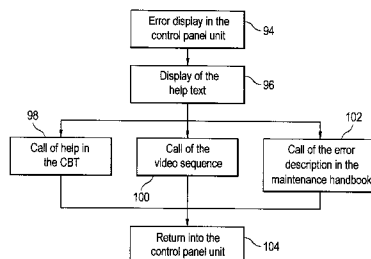 Error display in the
control panel unit
94
Display of the
help text
96
98
Call of help in
the CBT
Call of the
video sequence
100
102
Call of the error
description in the
maintenance handbook
Return into the
control panel unit
104